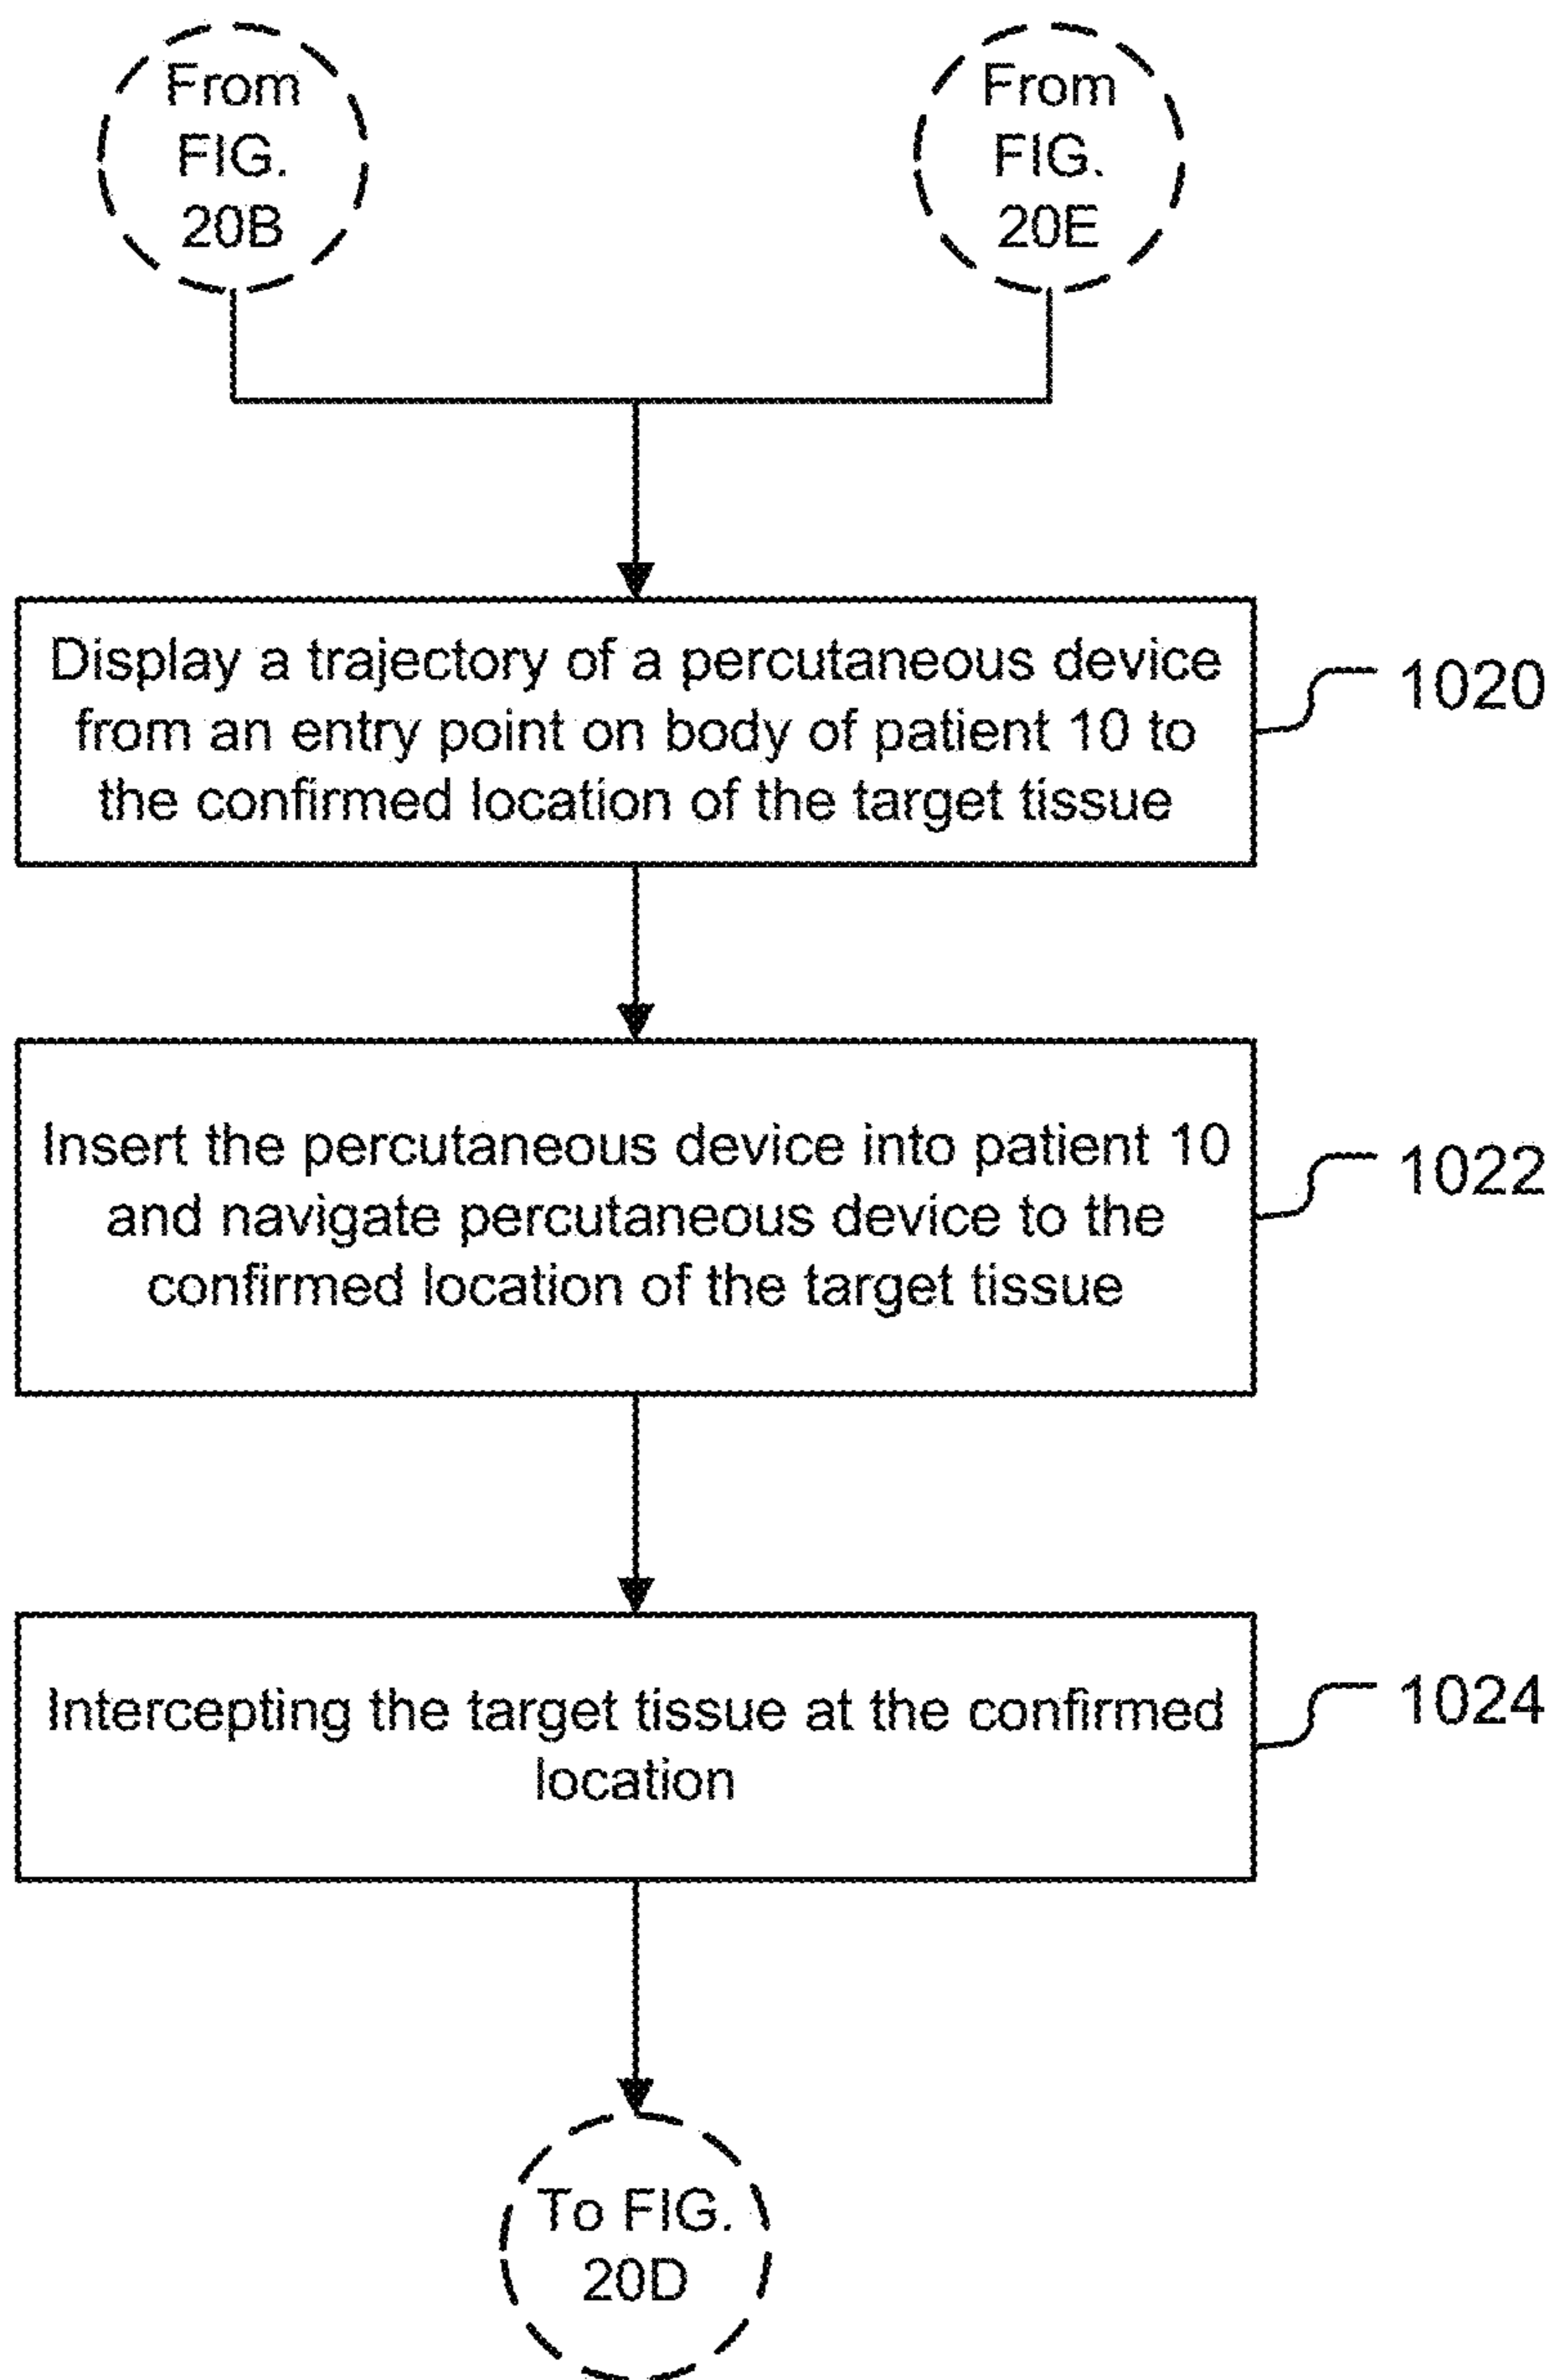 From
FIG.
20B
From
FIG.
20E
Display a trajectory of a percutaneous device
from an entry point on body of patient 10 to
the confirmed location of the target tissue
1020
Insert the percutaneous device into patient 10
and navigate percutaneous device to the
confirmed location of the target tissue
1022
Intercepting the target tissue at the confirmed
location
1024
To FIG.
20D